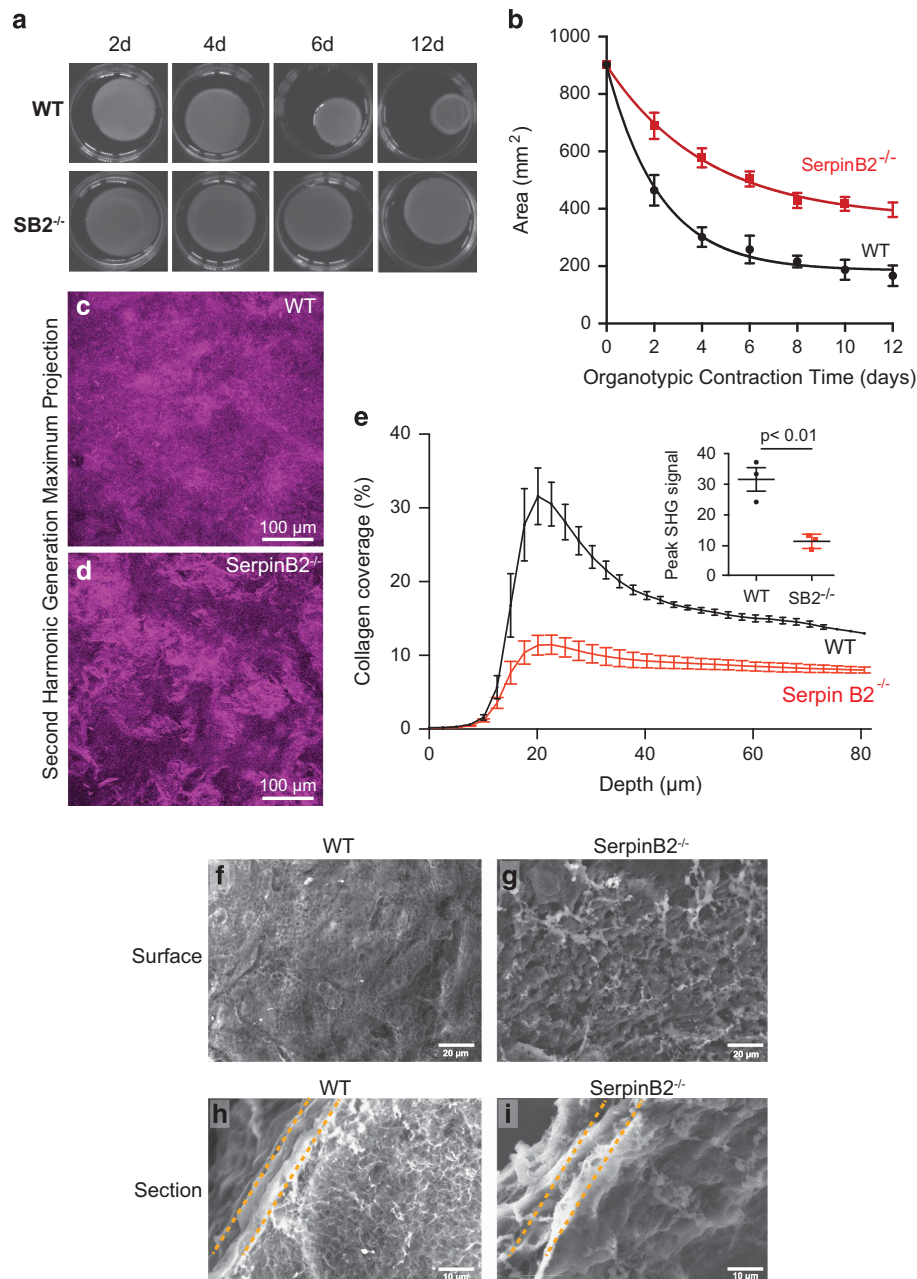 a
2d 4d 6d 12d
WT
SB2-/-
b
1000
800
600
400
200
0
Area (mm2)
0 2 4 6 8 10 12
Organotypic Contraction Time (days)
SerpinB2-/-
WT
Second Harmonic Generation Maximum Projection
c
WT
100 µm
d
SerpinB2-/-
100 µm
e
40
30
20
10
0
Collagen coverage (%)
0 20 40 60 80
Depth (µm)
WT
Serpin B2-/-
p< 0.01
40
30
20
10
0
Peak SHG signal
WT SB2-/-
WT SerpinB2-/-
Surface
f
20 µm
g
20 µm
WT SerpinB2-/-
Section
h
10 µm
i
10 µm